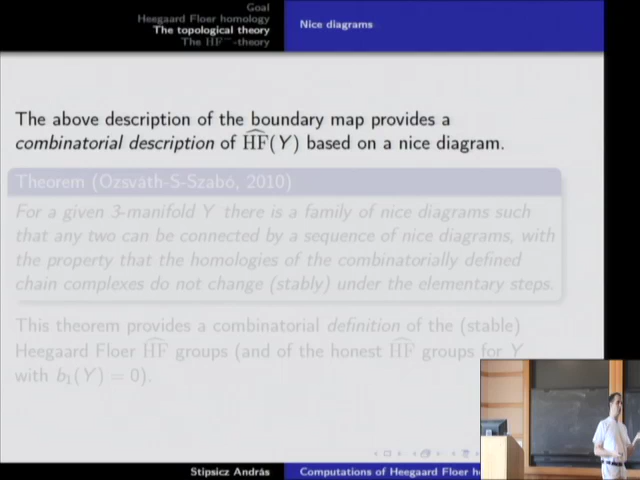 Goal
Heegaard Floer homology
The topological theory
The HF⁻-theory
Nice diagrams
The above description of the boundary map provides a
combinatorial description of \widehat{HF}(Y) based on a nice diagram.
Theorem (Ozsváth-S-Szabó, 2010)
For a given 3-manifold Y there is a family of nice diagrams such
that any two can be connected by a sequence of nice diagrams, with
the property that the homologies of the combinatorially defined
chain complexes do not change (stably) under the elementary steps.
This theorem provides a combinatorial definition of the (stable)
Heegaard Floer \widehat{HF} groups (and of the honest \widehat{HF} groups for Y
with b₁(Y) = 0).
Stipsicz András
Computations of Heegaard Floer